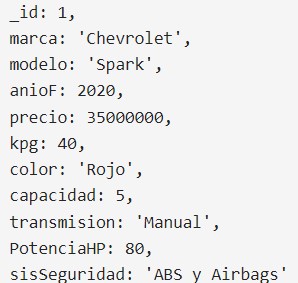 _id: 1,
marca: 'Chevrolet',
modelo: 'Spark',
anioF: 2020,
precio: 35000000,
kpg: 40,
color: 'Rojo',
capacidad: 5,
transmision: 'Manual',
PotenciaHP: 80,
sisSeguridad: 'ABS y Airbags'